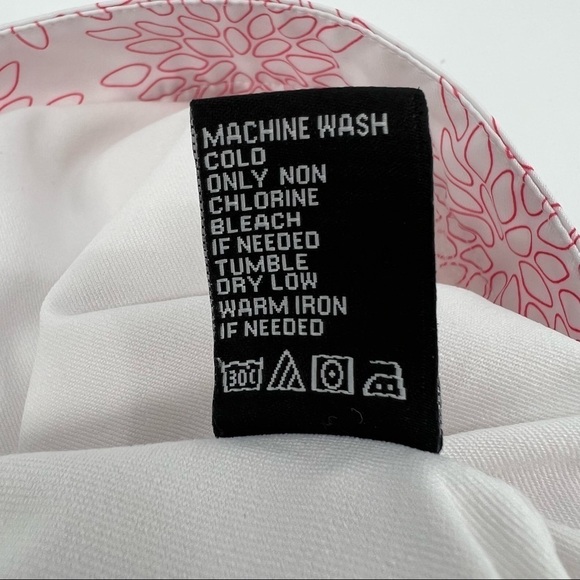 MACHINE WASH
COLD
ONLY NON
CHLORINE
BLEACH
IF NEEDED
TUMBLE
DRY LOW
WARM IRON
IF NEEDED
30C